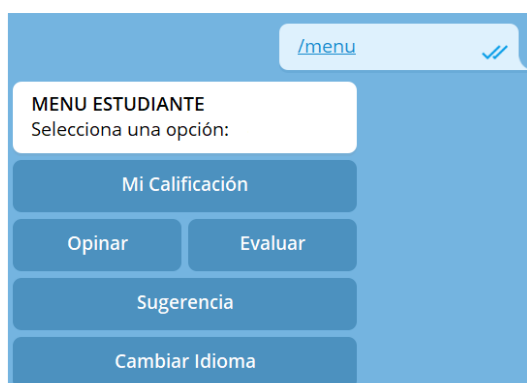 /menu
MENU ESTUDIANTE
Selecciona una opción:
Mi Calificación
Opinar Evaluar
Sugerencia
Cambiar Idioma